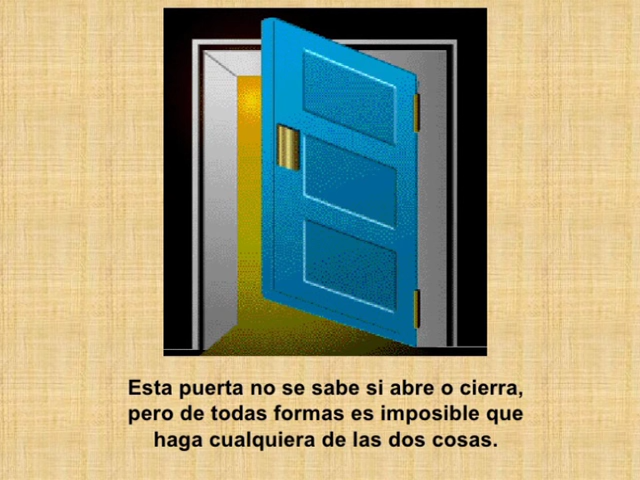 Esta puerta no se sabe si abre o cierra,
pero de todas formas es imposible que
haga cualquiera de las dos cosas.